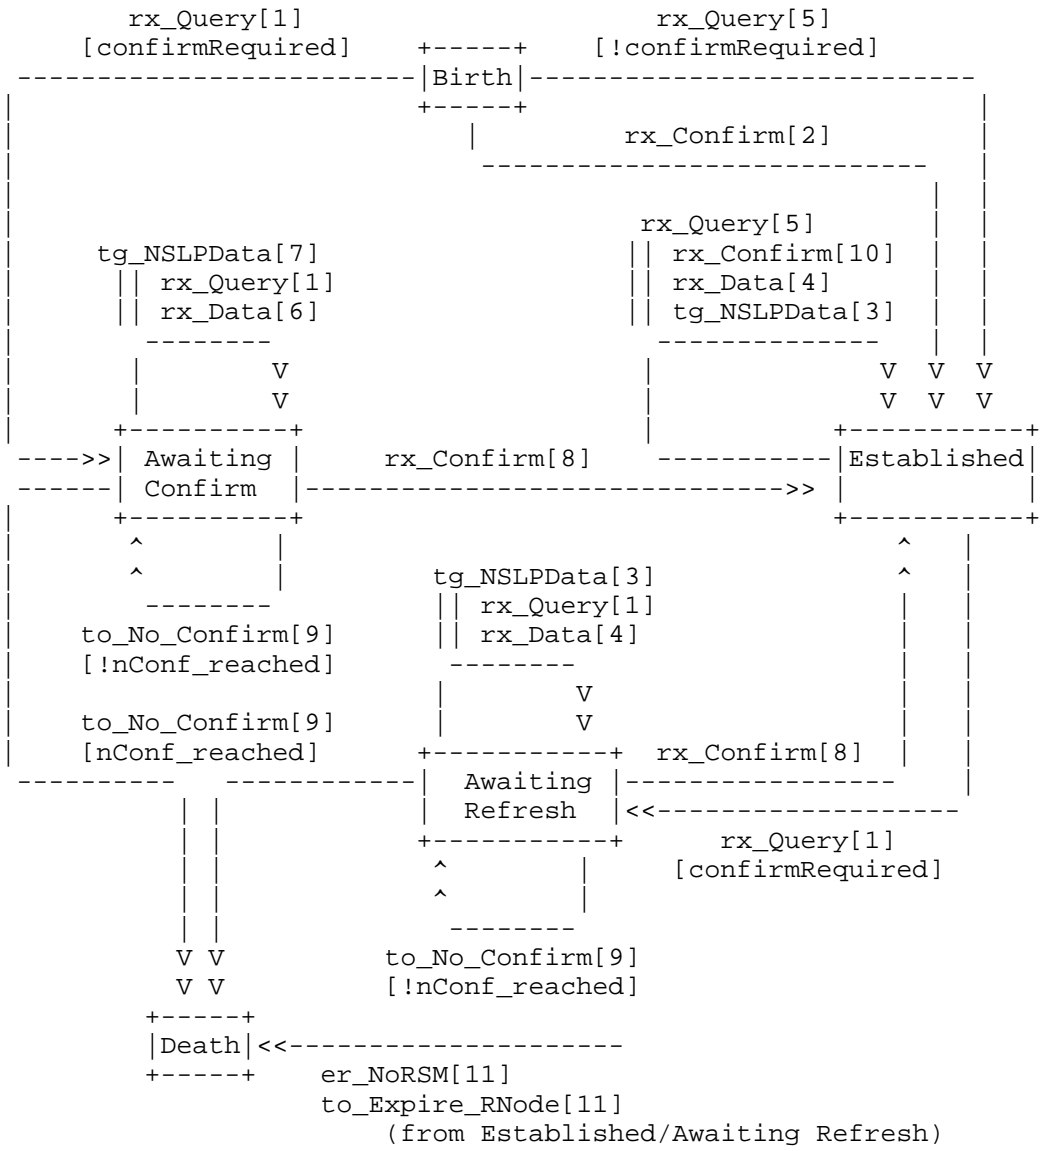 rx_Query[1] rx_Query[5]
[confirmRequired] +-----+ [!confirmRequired]
-------------------------|Birth|----------------------------
| +-----+ |
| | rx_Confirm[2] |
| ---------------------------- |
| | |
| rx_Query[5] | |
| tg_NSLPData[7] || rx_Confirm[10] | |
| || rx_Query[1] || rx_Data[4] | |
| || rx_Data[6] || tg_NSLPData[3] | |
| -------- -------------- | |
| | V | V V V
| | V | V V V
| +----------+ | +-----------+
---->>| Awaiting | rx_Confirm[8] -----------|Established|
------| Confirm |------------------------------>> | |
| +----------+ +-----------+
| ^ | ^ |
| ^ | tg_NSLPData[3] ^ |
| -------- || rx_Query[1] | |
| to_No_Confirm[9] || rx_Data[4] | |
| [!nConf_reached] -------- | |
| | V | |
| to_No_Confirm[9] | V | |
| [nConf_reached] +-----------+ rx_Confirm[8] | |
---------- ------------| Awaiting |----------------- |
| | | Refresh |<<-------------------
| | +-----------+ rx_Query[1]
| | ^ | [confirmRequired]
| | ^ |
| | --------
V V to_No_Confirm[9]
V V [!nConf_reached]
+-----+
|Death|<<---------------------
+-----+ er_NoRSM[11]
to_Expire_RNode[11]
(from Established/Awaiting Refresh)